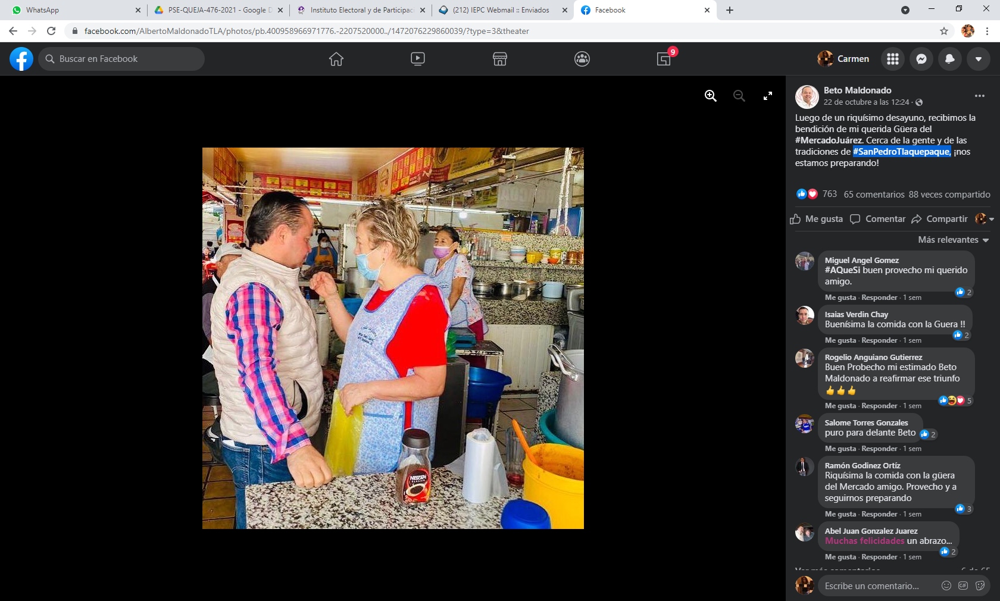 WhatsApp
PSE-QUEJA-476-2021 - Google D
Instituto Electoral y de Participac
(212) IEPC Webmail :: Enviados
Facebook
facebook.com/AlbertoMaldonadoTLA/photos/pb.400958966971776.-2207520000../1472076229860039/?type=3&theater
Buscar en Facebook
9
Carmen
Beto Maldonado
22 de octubre a las 12:24 ·
Luego de un riquísimo desayuno, recibimos la
bendición de mi querida Güera del
#MercadoJuárez. Cerca de la gente y de las
tradiciones de #SanPedroTlaquepaque, ¡nos
estamos preparando!
763 65 comentarios 88 veces compartido
Me gusta Comentar Compartir
Más relevantes
Miguel Angel Gomez
#AQueSi buen provecho mi querido
amigo.
2
Me gusta · Responder · 1 sem
Isaias Verdin Chay
Buenísima la comida con la Guera !!
2
Me gusta · Responder · 1 sem
Rogelio Anguiano Gutierrez
Buen Probecho mi estimado Beto
Maldonado a reafirmar ese triunfo
👍👍👍
5
Me gusta · Responder · 1 sem
Salome Torres Gonzales
puro para delante Beto
2
Me gusta · Responder · 1 sem
Ramón Godinez Ortíz
Riquísima la comida con la güera
del Mercado amigo. Provecho y a
seguirnos preparando
3
Me gusta · Responder · 1 sem
Abel Juan Gonzalez Juarez
Muchas felicidades un abrazo...
2
Me gusta · Responder · 1 sem
Ver más comentarios 6 de 65
Escribe un comentario...
GIF
NESCAFÉ
CLÁSICO